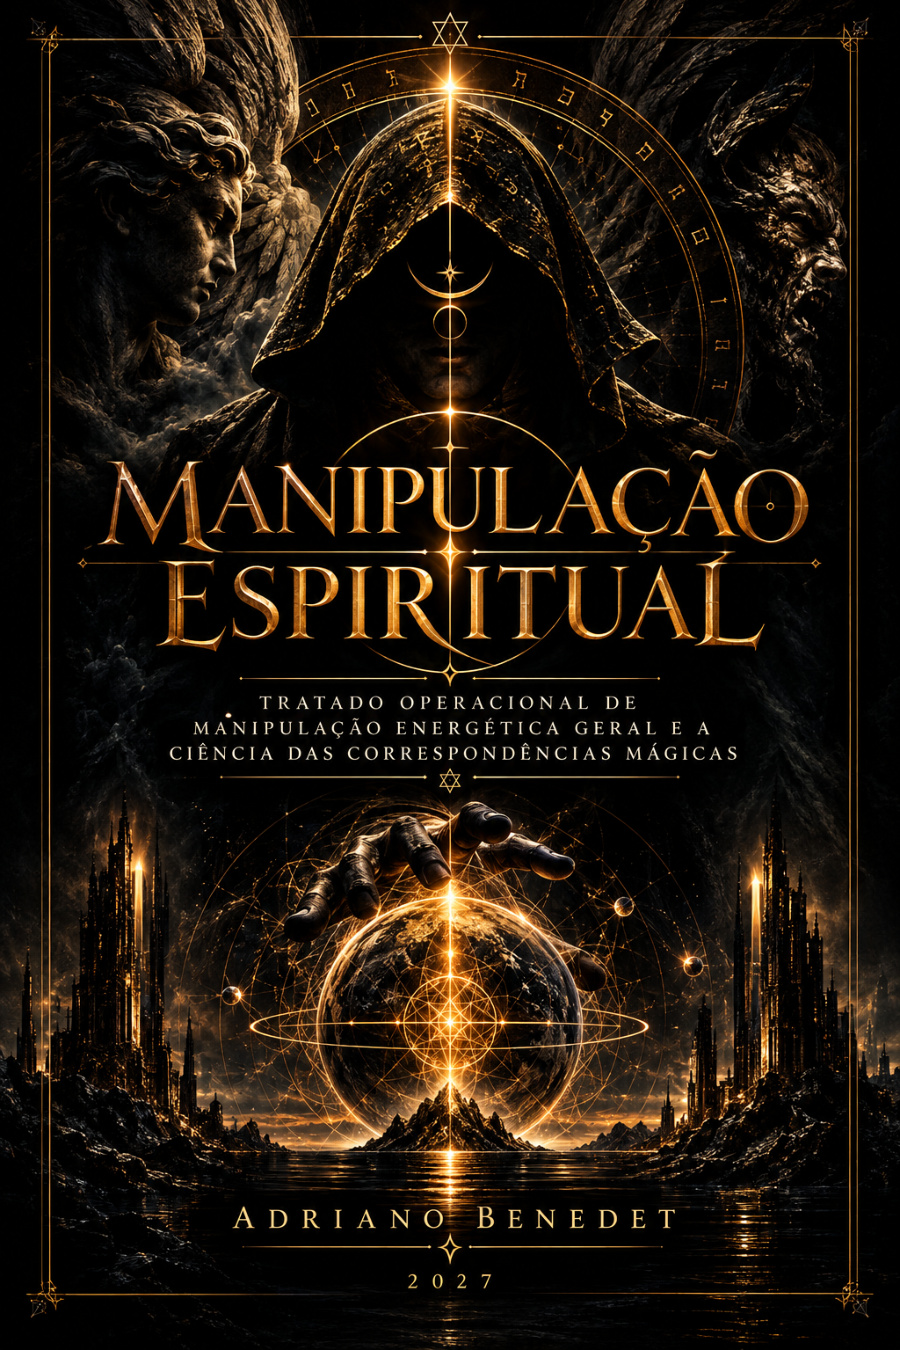 MANIPULAÇÃO
ESPIRITUAL
TRATADO OPERACIONAL DE
MANIPULAÇÃO ENERGÉTICA GERAL E A
CIÊNCIA DAS CORRESPONDÊNCIAS MÁGICAS
ADRIANO BENEDET
2027